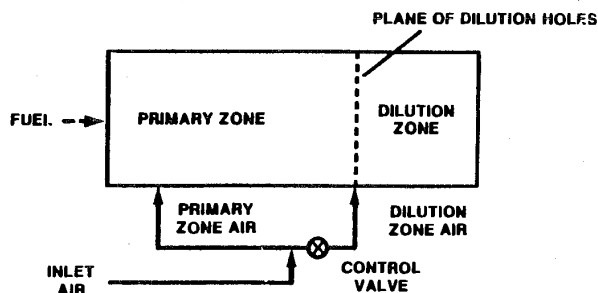 PLANE OF DILUTION HOLES
FUEL
PRIMARY ZONE
DILUTION
ZONE
PRIMARY
ZONE AIR
DILUTION
ZONE AIR
INLET
AIR
CONTROL
VALVE